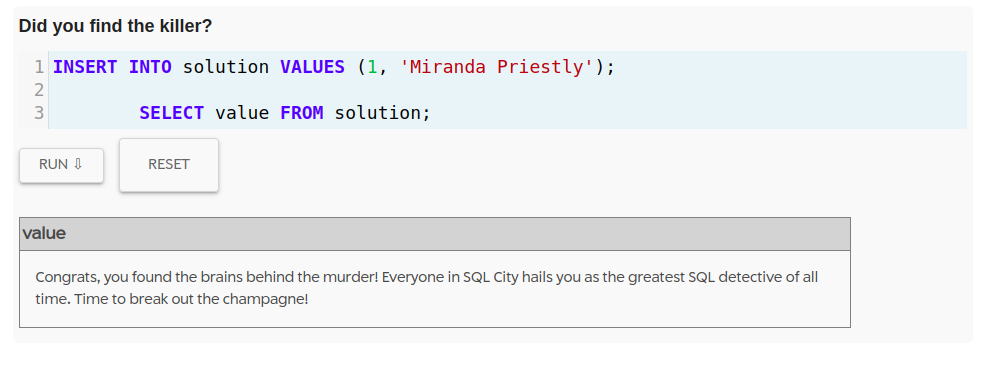 Did you find the killer?
1 INSERT INTO solution VALUES (1, 'Miranda Priestly');
2
3 SELECT value FROM solution;
RUN ⇩ RESET
value
Congrats, you found the brains behind the murder! Everyone in SQL City hails you as the greatest SQL detective of all
time. Time to break out the champagne!